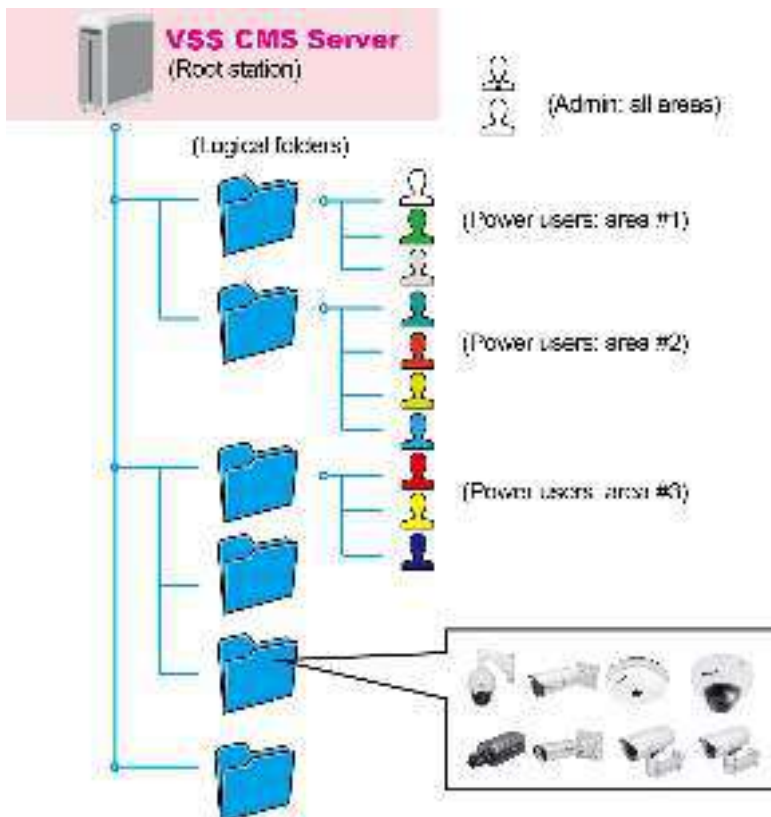 VSS CMS Server
(Root station)
(Admin: all areas)
(Logical folders)
(Power users: area #1)
(Power users: area #2)
(Power users: area #3)